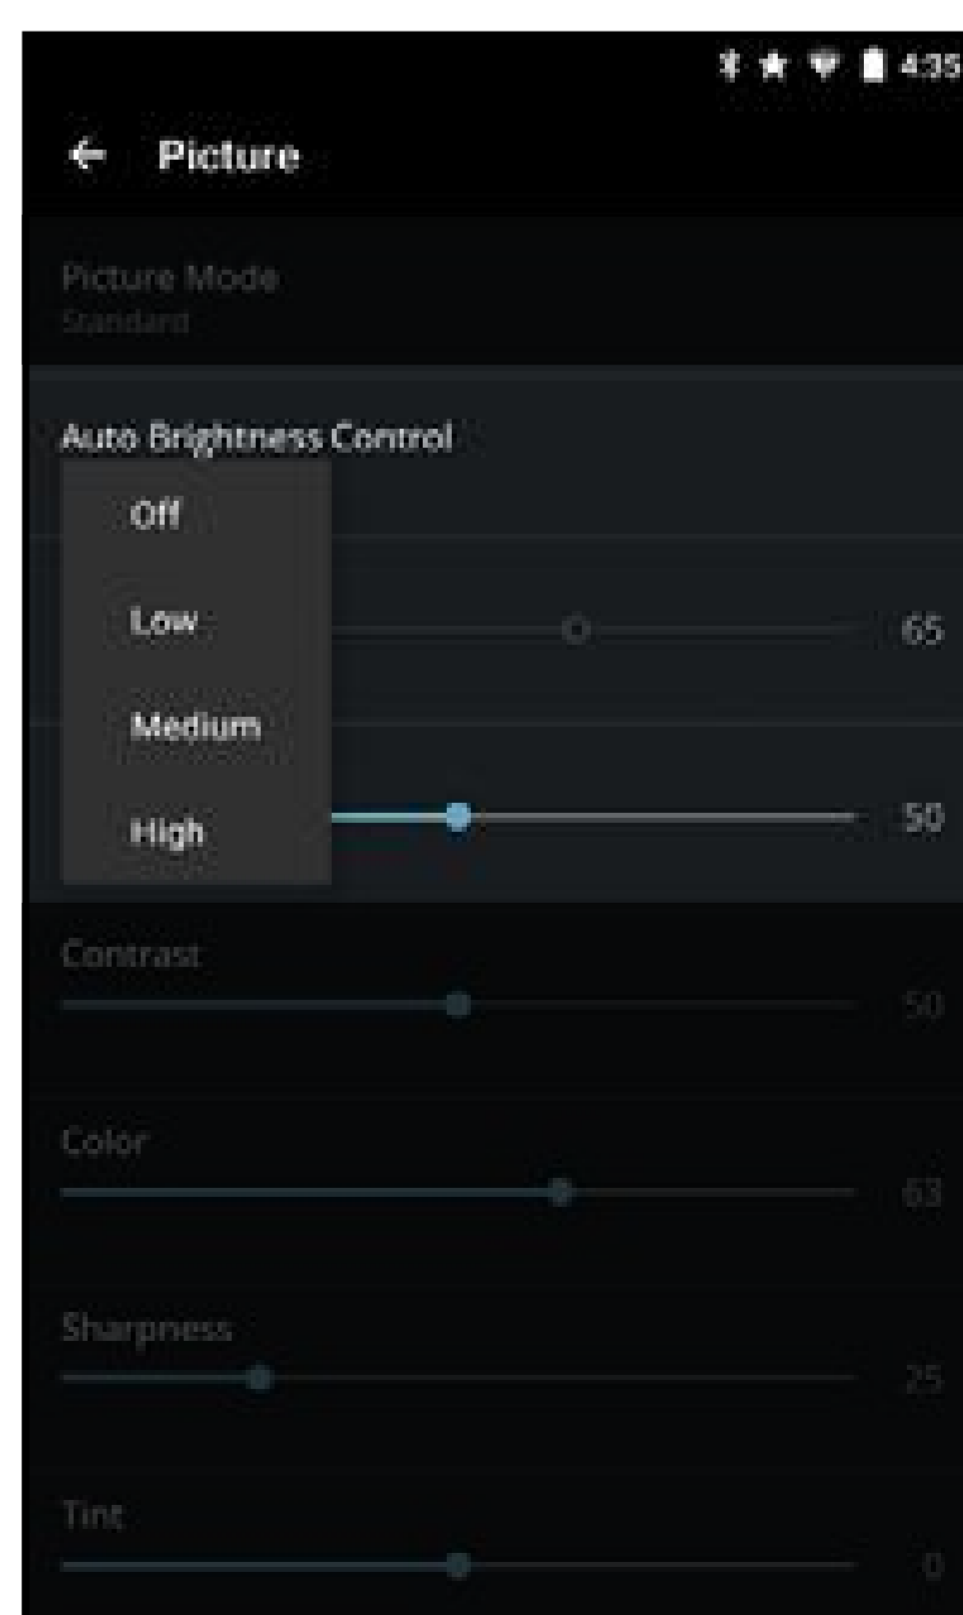 4:35
Picture
Picture Mode
Standard
Auto Brightness Control
Off
Low
65
Medium
High
50
Contrast
50
Color
63
Sharpness
25
Tint
0